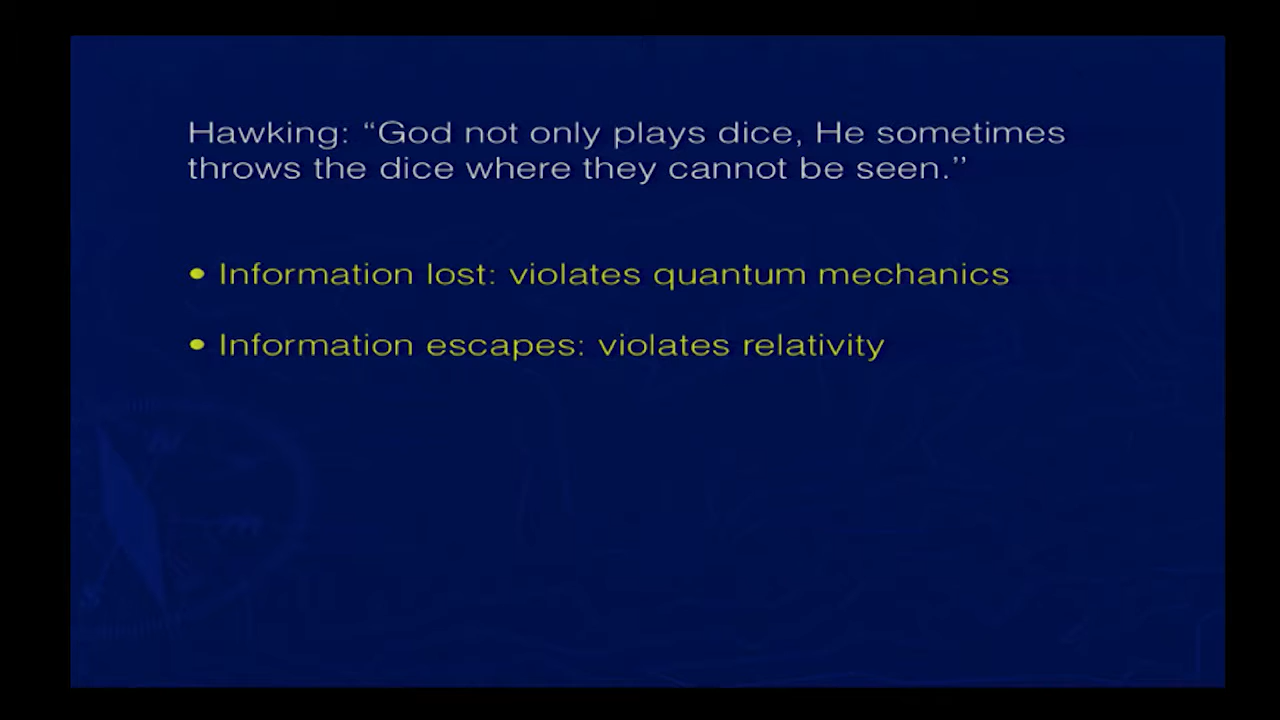 Hawking: “God not only plays dice, He sometimes
throws the dice where they cannot be seen.’’
• Information lost: violates quantum mechanics
• Information escapes: violates relativity